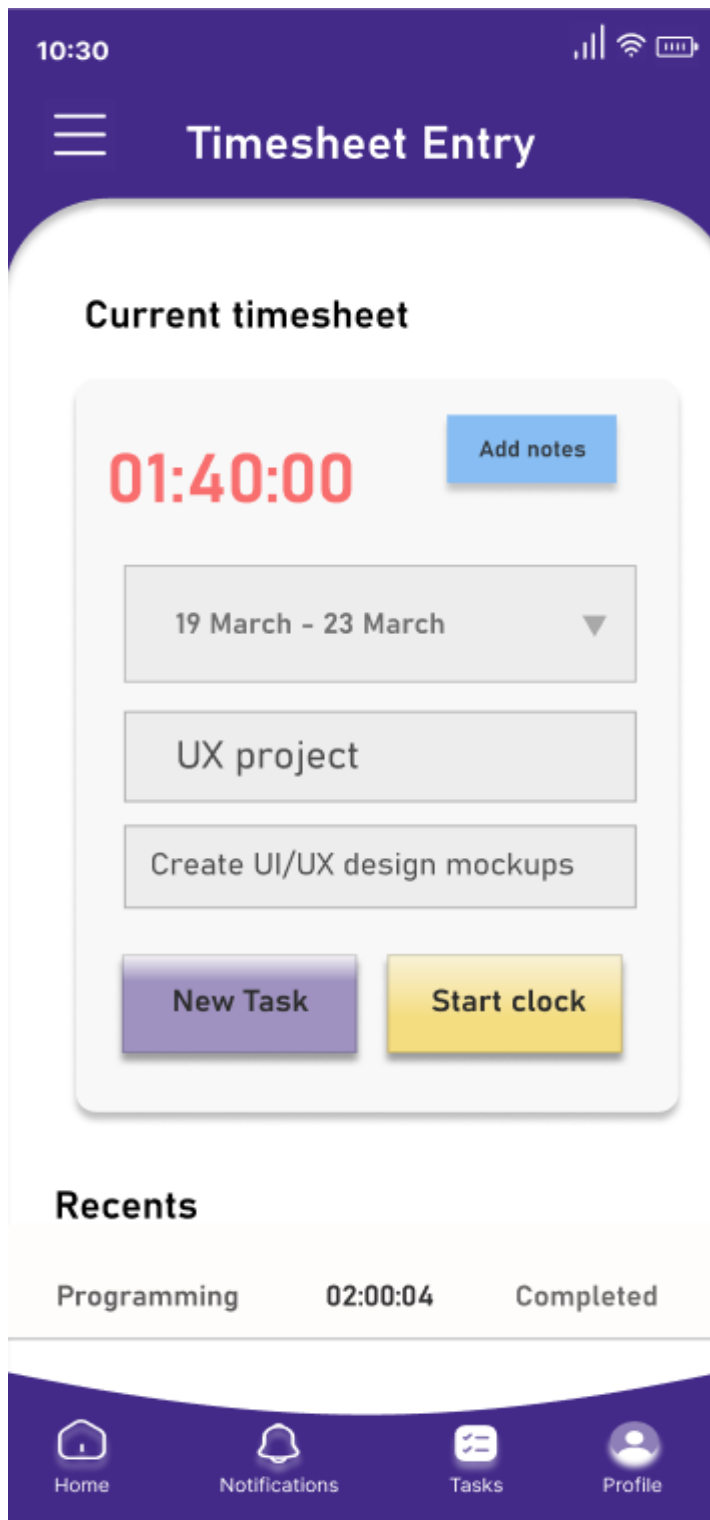 10:30
Timesheet Entry
Current timesheet
01:40:00
Add notes
19 March - 23 March
UX project
Create UI/UX design mockups
New Task
Start clock
Recents
Programming 02:00:04 Completed
Home Notifications Tasks Profile